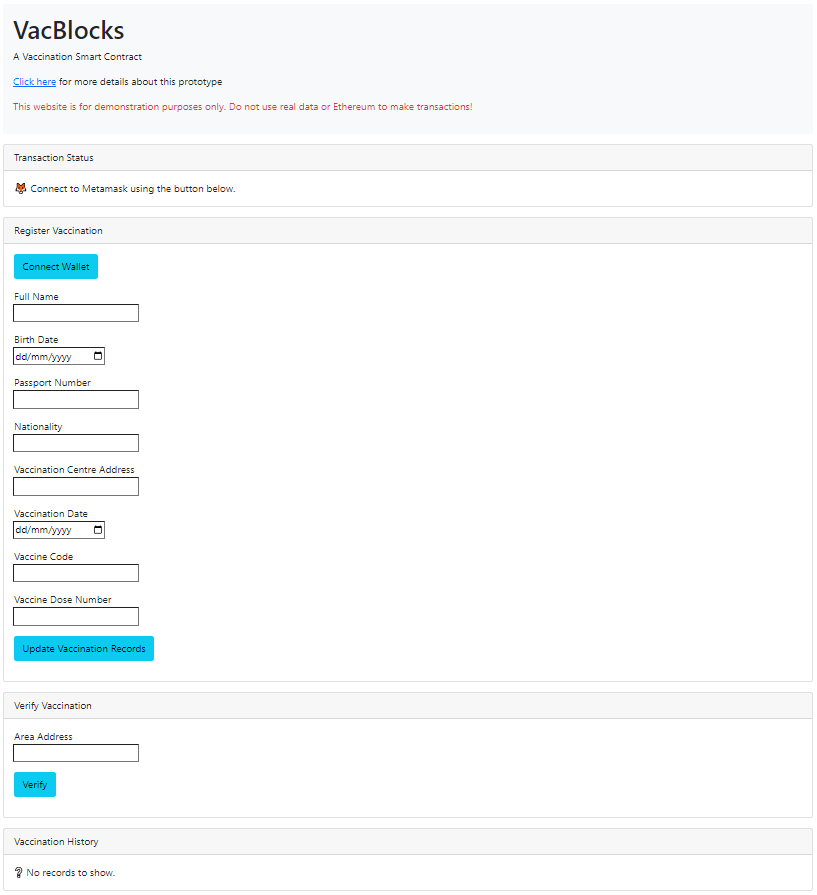 VacBlocks
A Vaccination Smart Contract
Click here for more details about this prototype
This website is for demonstration purposes only. Do not use real data or Ethereum to make transactions!
Transaction Status
Connect to Metamask using the button below.
Register Vaccination
Connect Wallet
Full Name
Birth Date
dd/mm/yyyy
Passport Number
Nationality
Vaccination Centre Address
Vaccination Date
dd/mm/yyyy
Vaccine Code
Vaccine Dose Number
Update Vaccination Records
Verify Vaccination
Area Address
Verify
Vaccination History
❔ No records to show.